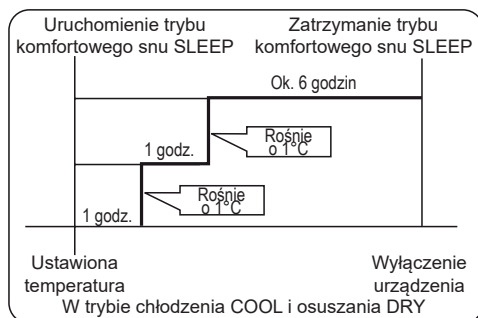 Uruchomienie trybu
komfortowego snu SLEEP
Zatrzymanie trybu
komfortowego snu SLEEP
Ok. 6 godzin
Rośnie
o 1°C
1 godz.
Rośnie
o 1°C
1 godz.
Ustawiona
temperatura
Wyłączenie
urządzenia
W trybie chłodzenia COOL i osuszania DRY